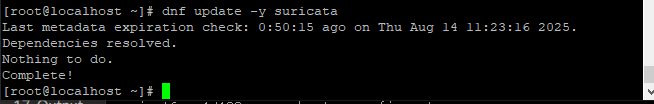 [root@localhost ~]# dnf update -y suricata
Last metadata expiration check: 0:50:15 ago on Thu Aug 14 11:23:16 2025.
Dependencies resolved.
Nothing to do.
Complete!
[root@localhost ~]#